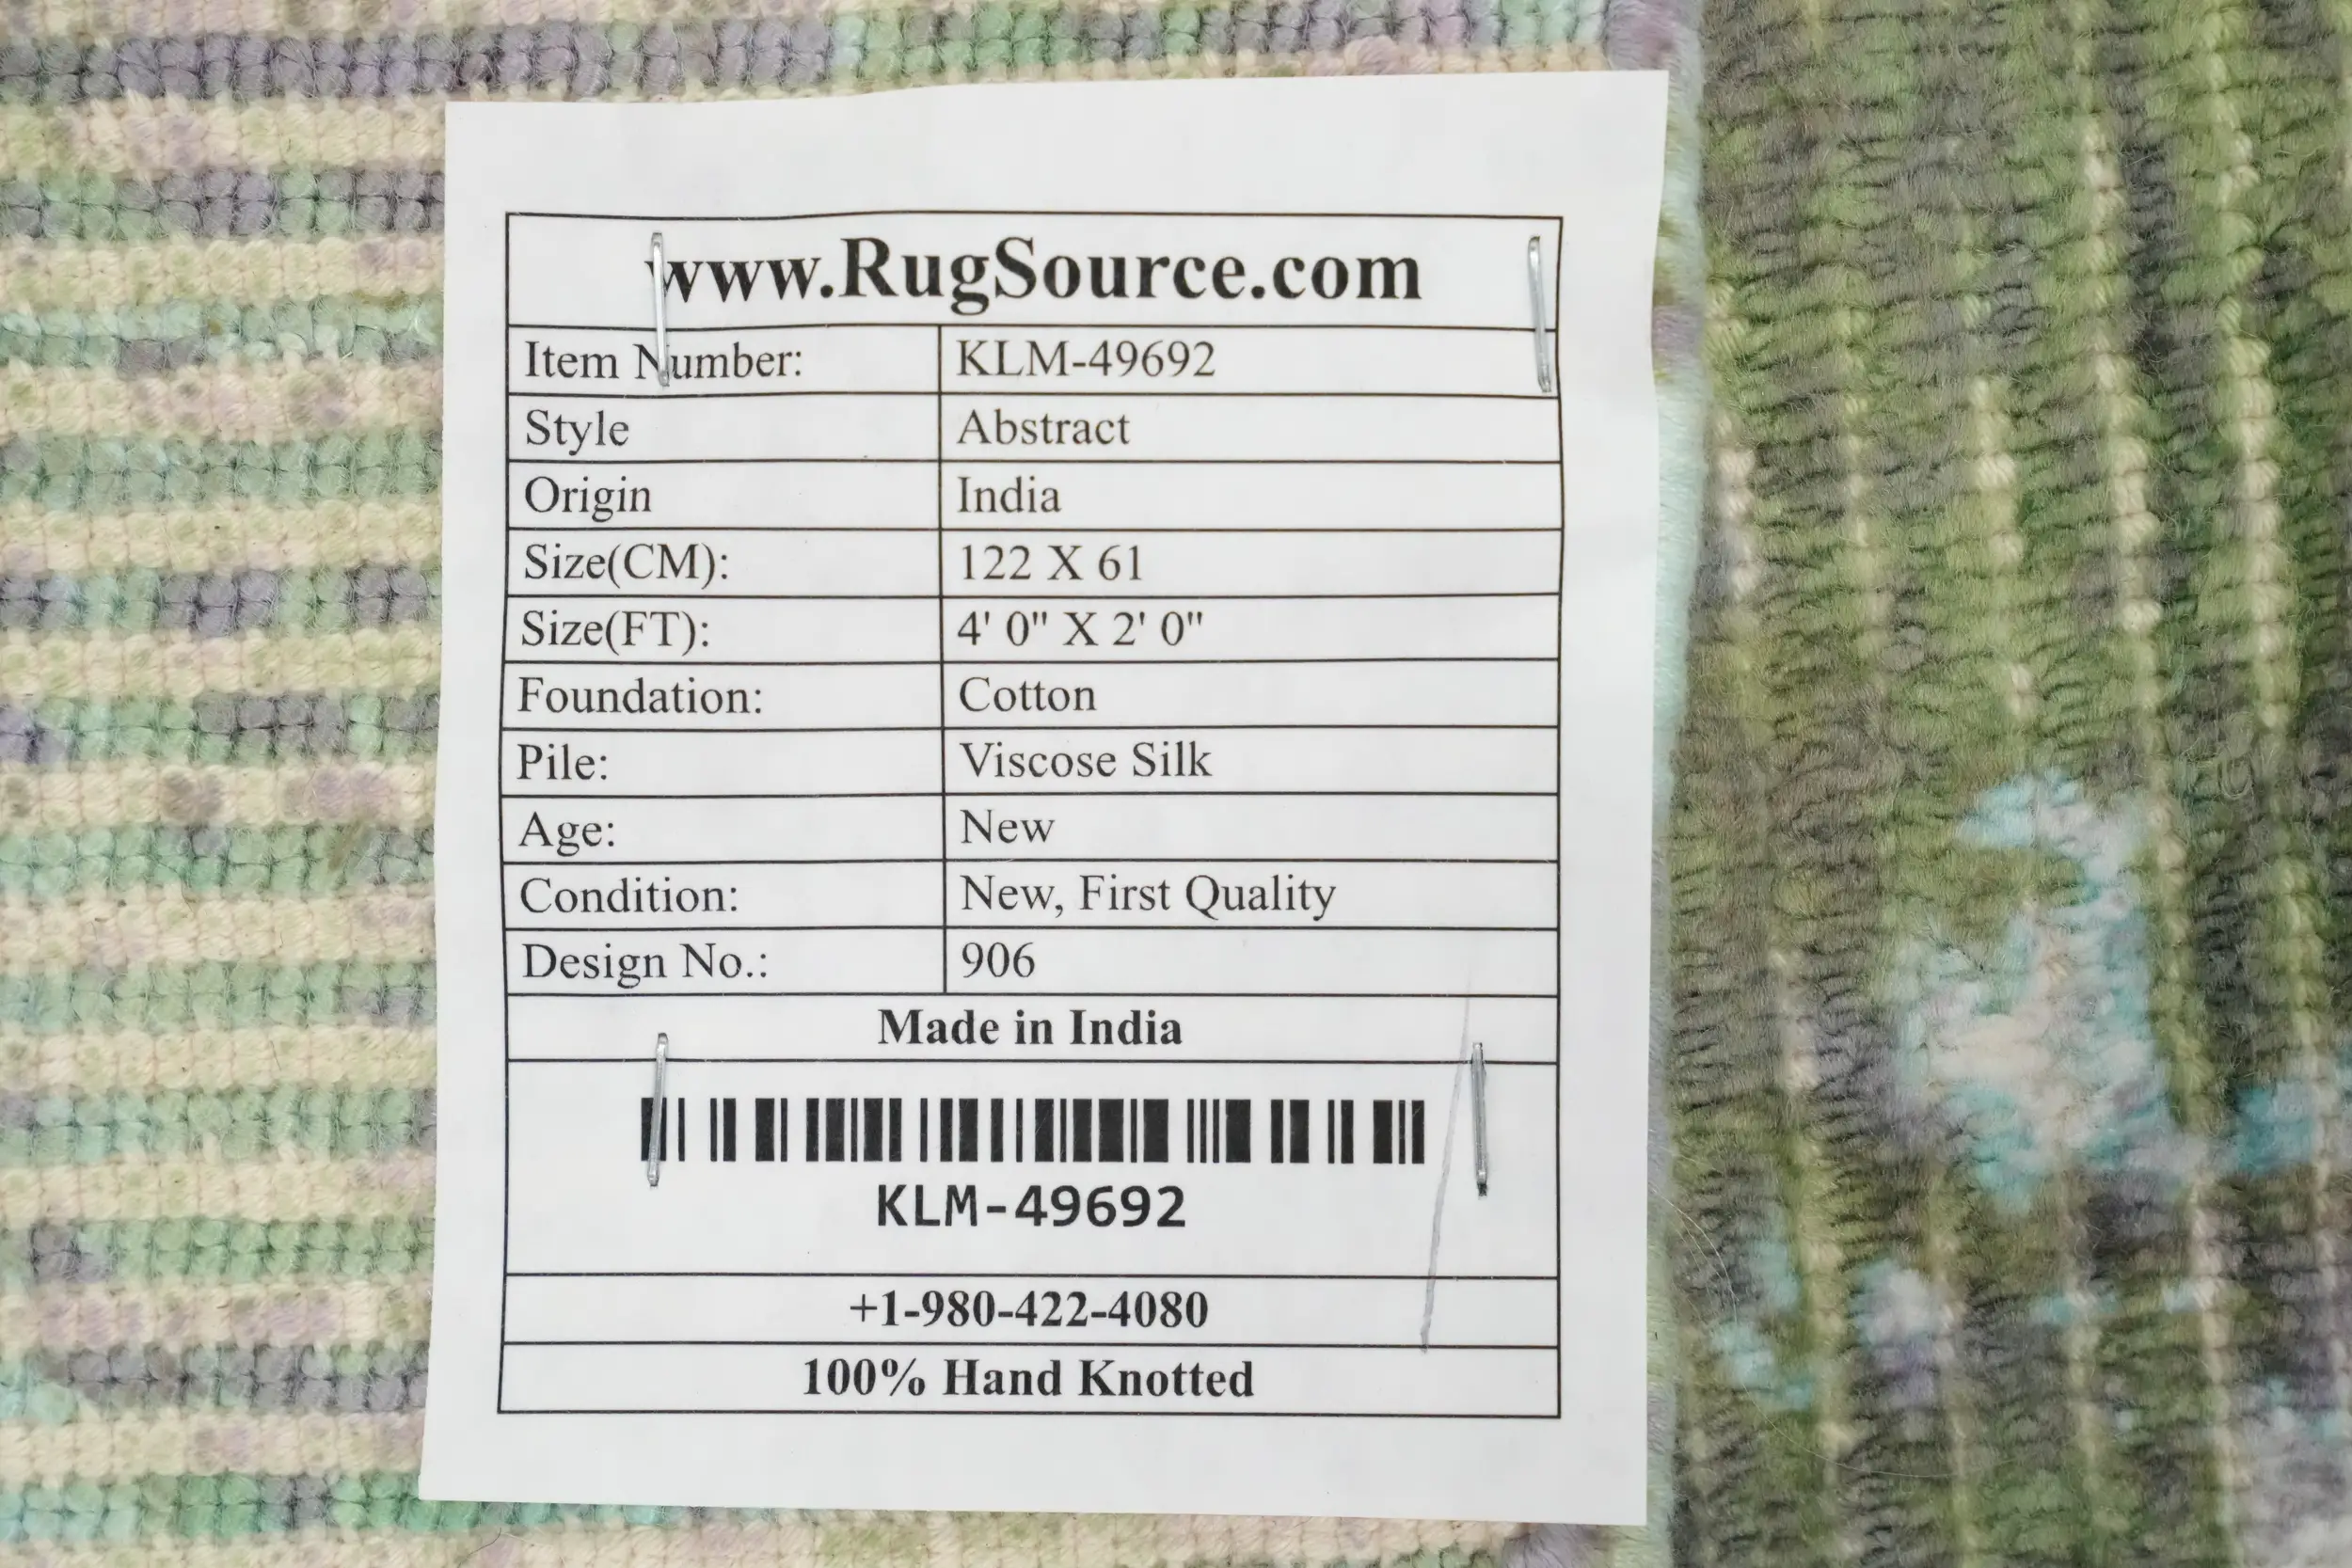 www.RugSource.com
Item Number: KLM-49692
Style Abstract
Origin India
Size(CM): 122 X 61
Size(FT): 4' 0" X 2' 0"
Foundation: Cotton
Pile: Viscose Silk
Age: New
Condition: New, First Quality
Design No.: 906
Made in India
KLM-49692
+1-980-422-4080
100% Hand Knotted